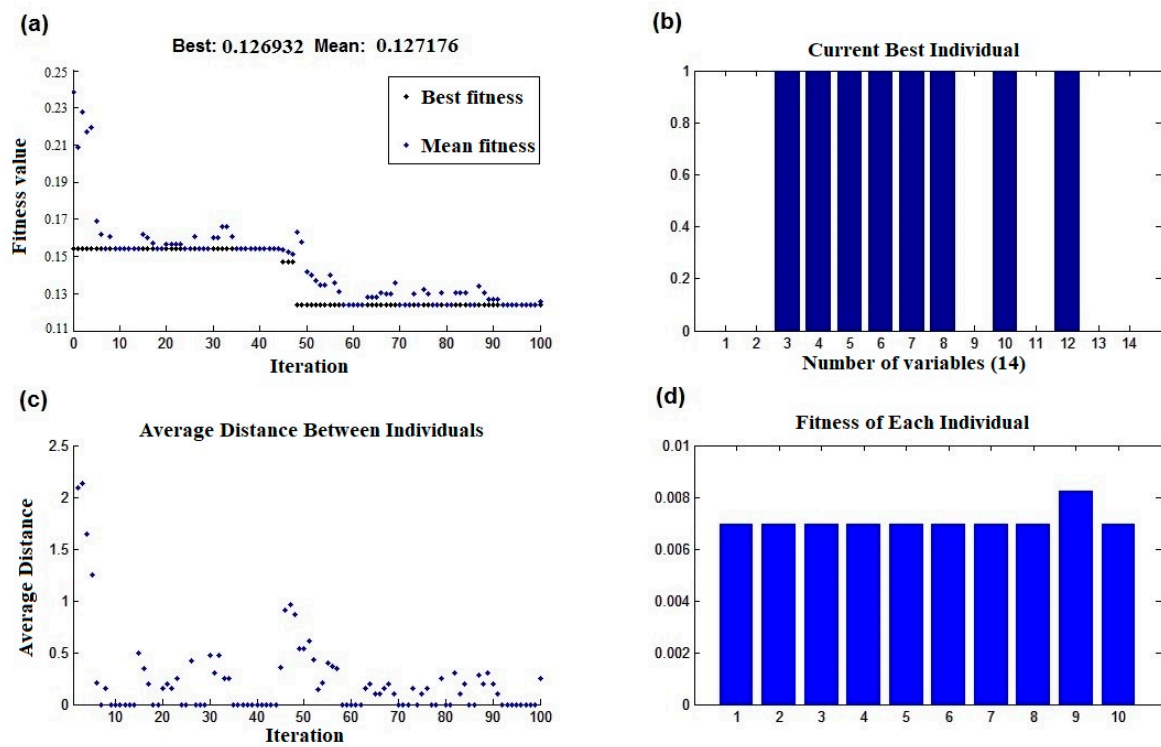 (a)
Best: 0.126932 Mean: 0.127176
0.25
0.23
0.21
0.19
0.17
0.15
0.13
0.11
Fitness value
Best fitness
Mean fitness
0 10 20 30 40 50 60 70 80 90 100
Iteration
(b)
Current Best Individual
1
0.8
0.6
0.4
0.2
0
1 2 3 4 5 6 7 8 9 10 11 12 13 14
Number of variables (14)
(c)
Average Distance Between Individuals
2.5
2
1.5
1
0.5
0
Average Distance
10 20 30 40 50 60 70 80 90 100
Iteration
(d)
Fitness of Each Individual
0.01
0.008
0.006
0.004
0.002
0
1 2 3 4 5 6 7 8 9 10